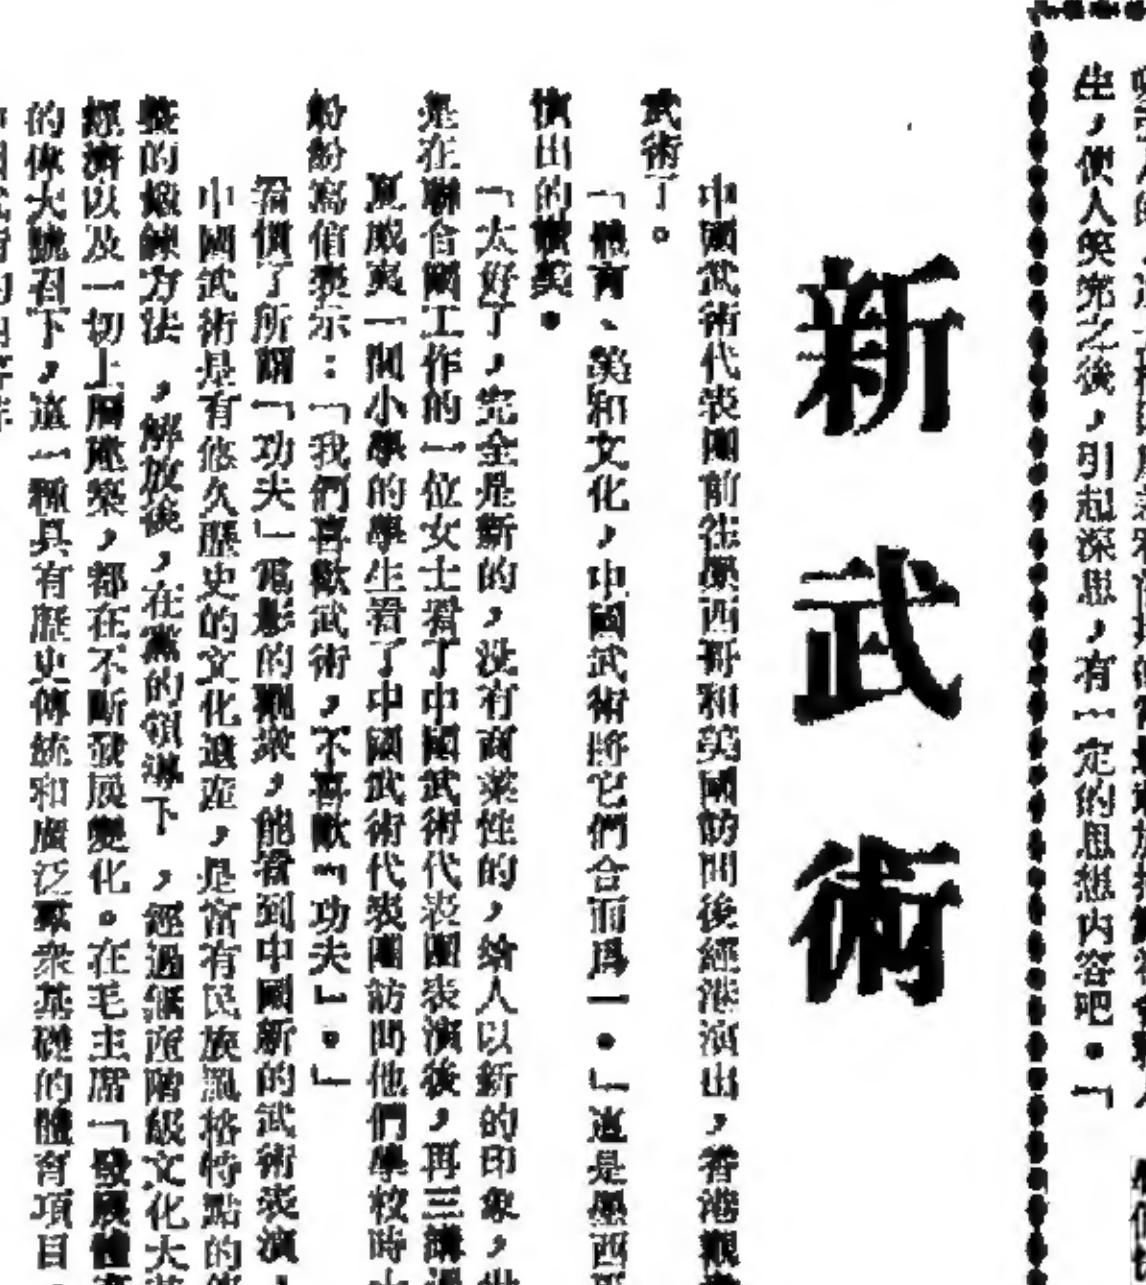 生，使人笑完之後，引起深思，有一定的思想内容吧。」
新武術
中國武術代表團前往墨西哥和美國訪問後經港演出，香港觀
武術了。
「體育、美和文化，中國武術將它們合而爲一。」這是墨西哥
演出的讚美。
「太好了，完全是新的，没有商業性的，給人以新的印象，世
是在聯合國工作的一位女士看了中國武術代表團表演後，再三講過
夏威夷一間小學的學生看了中國武術代表團訪問他們學校時
紛紛寫信表示：「我們喜歡武術，不喜歡「功夫」。」
看慣了所謂「功夫」電影的觀衆，能看到中國新的武術表演，
中國武術是有悠久歷史的文化遺産，是富有民族風格特點的
整的鍛鍊方法，解放後，在黨的領導下，經過無産階級文化大革
經濟以及一切上層建築，都在不斷發展變化。在毛主席「發展體育
的偉大號召下，這一種具有歷史傳統和廣泛羣衆基礎的體育項目，